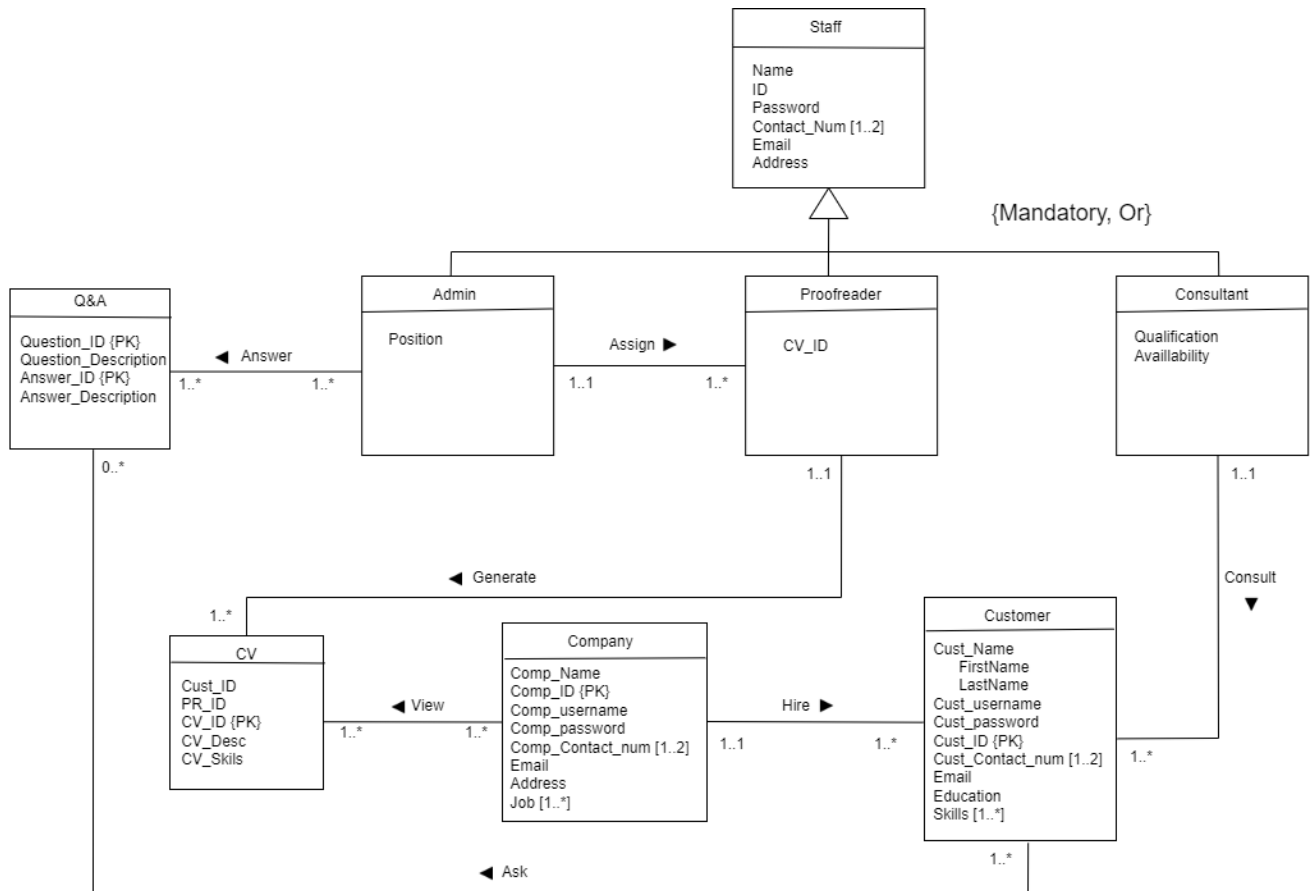 Staff
Name
ID
Password
Contact_Num [1..2]
Email
Address
{Mandatory, Or}
Q&A
Question_ID {PK}
Question_Description
Answer_ID {PK}
Answer_Description
◄ Answer
1..*
1..*
Admin
Position
Assign ►
1..1
1..*
Proofreader
CV_ID
Consultant
Qualification
Availlability
0..*
1..1
1..1
◄ Generate
Consult
▼
1..*
CV
Cust_ID
PR_ID
CV_ID {PK}
CV_Desc
CV_Skils
◄ View
1..*
1..*
Company
Comp_Name
Comp_ID {PK}
Comp_username
Comp_password
Comp_Contact_num [1..2]
Email
Address
Job [1..*]
Hire ►
1..1
1..*
Customer
Cust_Name
FirstName
LastName
Cust_username
Cust_password
Cust_ID {PK}
Cust_Contact_num [1..2]
Email
Education
Skills [1..*]
1..*
1..*
◄ Ask